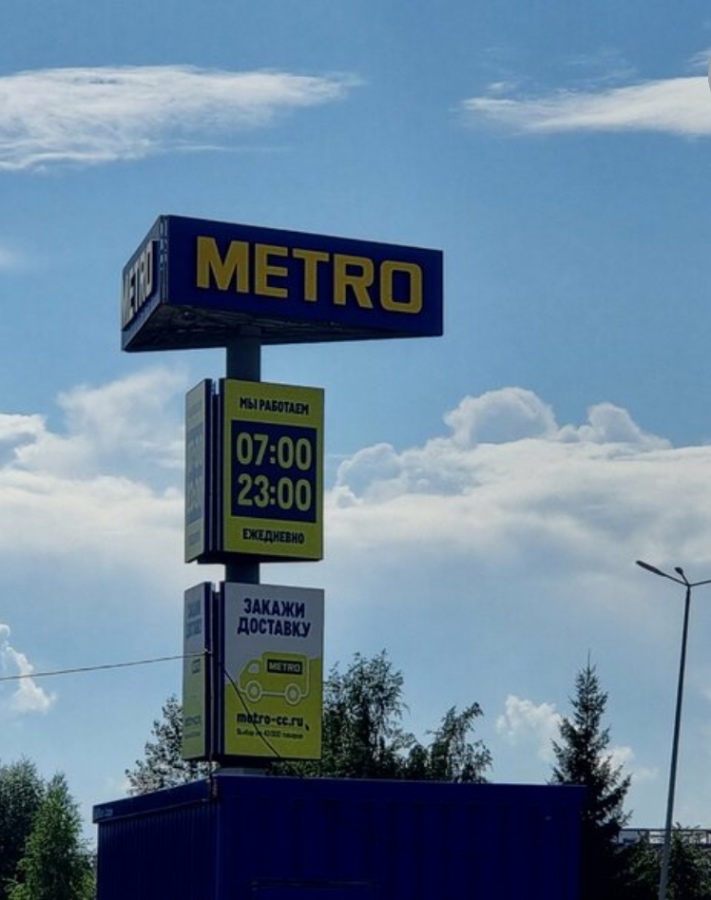 METRO
METRO
МЫ РАБОТАЕМ
07:00
23:00
ЕЖЕДНЕВНО
ЗАКАЖИ
ДОСТАВКУ
METRO
metro-cc.ru